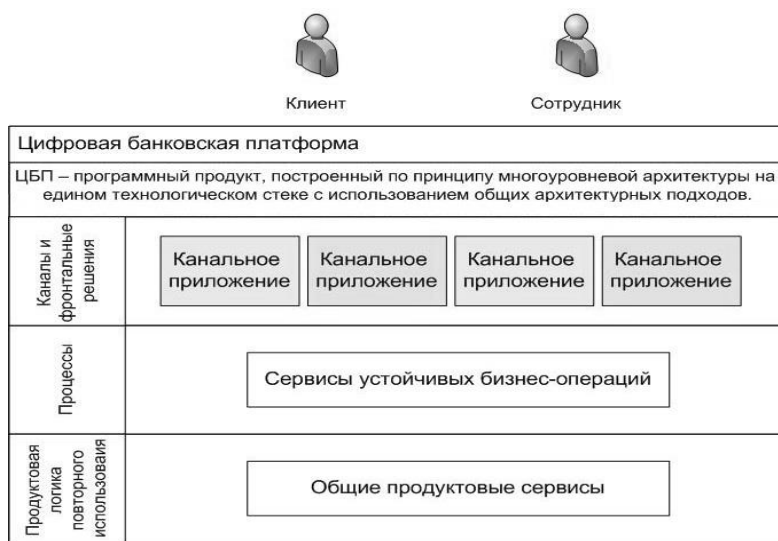 Клиент
Сотрудник
Цифровая банковская платформа
ЦБП – программный продукт, построенный по принципу многоуровневой архитектуры на
едином технологическом стеке с использованием общих архитектурных подходов.
Каналы и
фронтальные
решения
Канальное
приложение
Канальное
приложение
Канальное
приложение
Канальное
приложение
Процессы
Сервисы устойчивых бизнес-операций
Продуктовая
логика
повторного
использоваия
Общие продуктовые сервисы